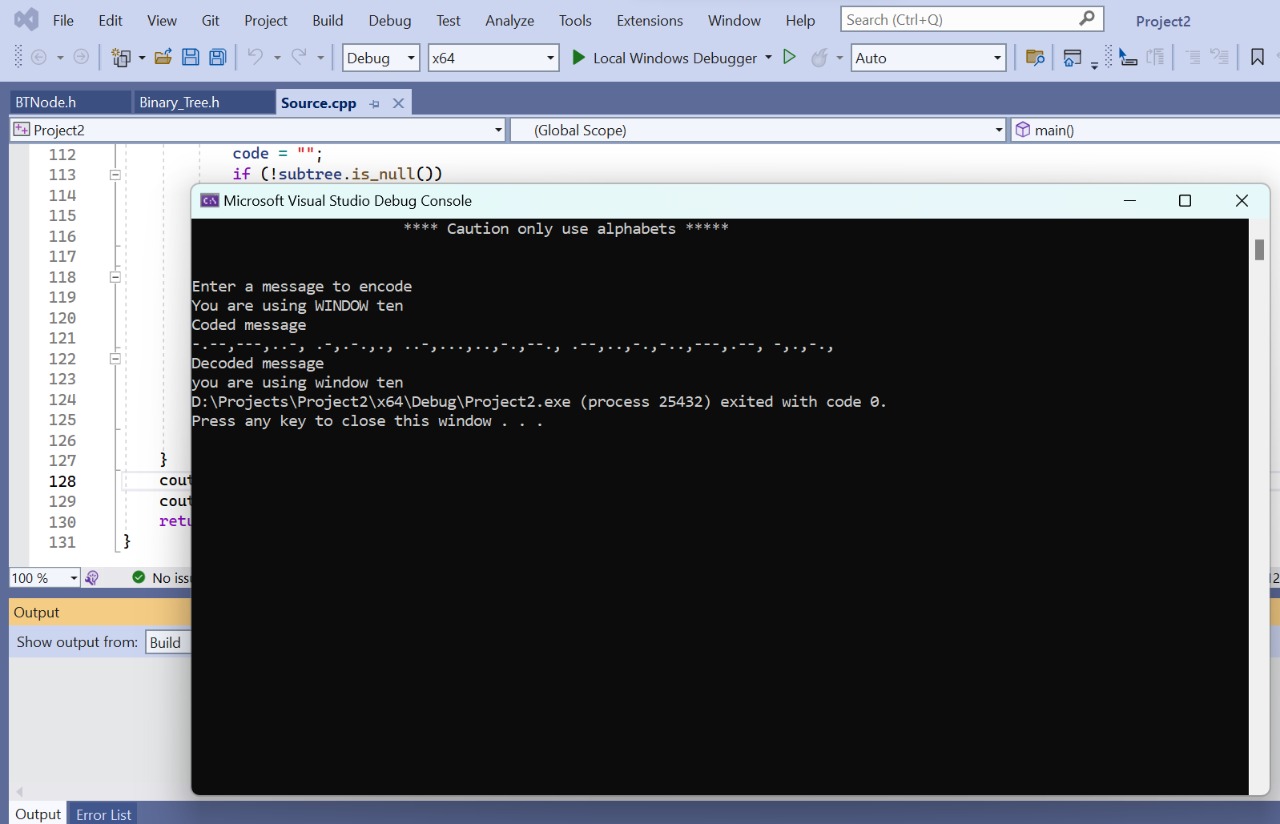 File Edit View Git Project Build Debug Test Analyze Tools Extensions Window Help Search (Ctrl+Q) Project2
Debug x64 Local Windows Debugger Auto
BTNode.h Binary_Tree.h Source.cpp
Project2 (Global Scope) main()
112 code = "";
113 if (!subtree.is_null())
114
Microsoft Visual Studio Debug Console
115
**** Caution only use alphabets *****
116
117
118
Enter a message to encode
119
You are using WINDOW ten
120
Coded message
121
-.--,---,..-, .-,.-.,., ..-,...,..,-.,--., .--,..,-.,-..,---,.--, -,.,-.,
122
Decoded message
123
you are using window ten
124
D:\Projects\Project2\x64\Debug\Project2.exe (process 25432) exited with code 0.
125
Press any key to close this window . . .
126
127 }
128 cout
129 cout
130 retu
131 }
100 % No iss
Output
Show output from: Build
Output Error List